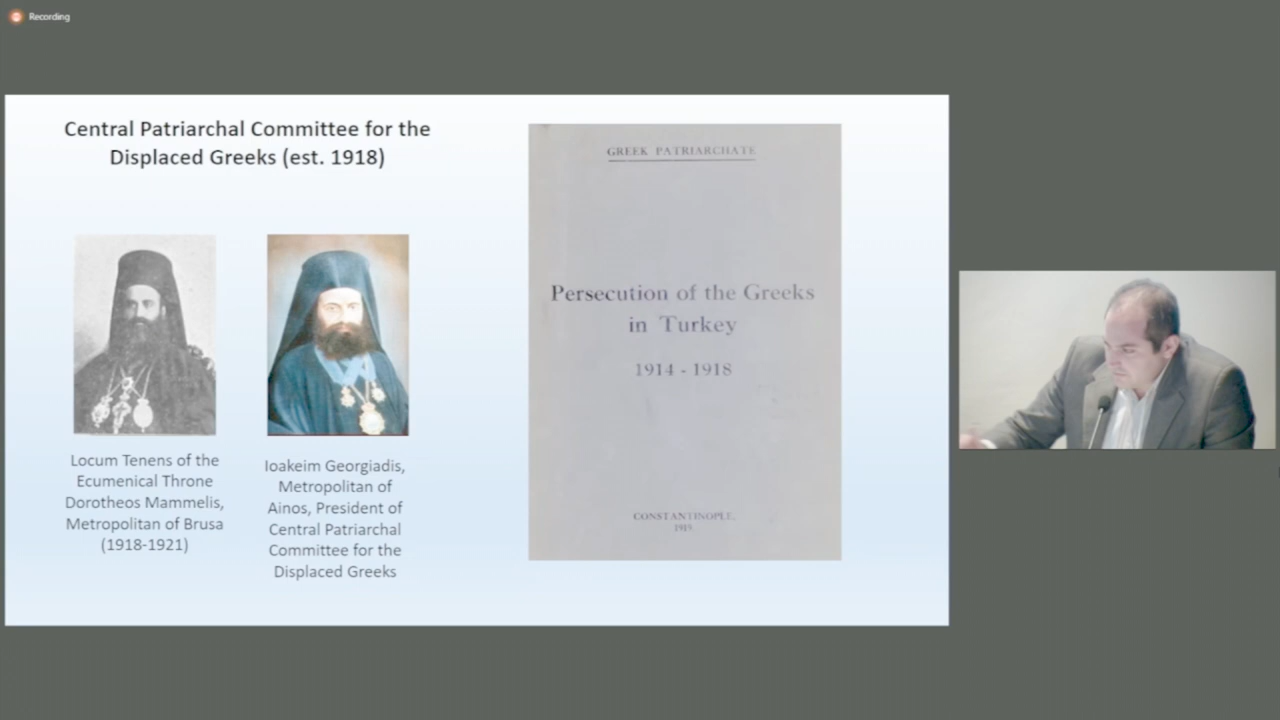 Recording
Central Patriarchal Committee for the
Displaced Greeks (est. 1918)
Locum Tenens of the
Ecumenical Throne
Dorotheos Mammelis,
Metropolitan of Brusa
(1918-1921)
Ioakeim Georgiadis,
Metropolitan of
Ainos, President of
Central Patriarchal
Committee for the
Displaced Greeks
GREEK PATRIARCHATE
Persecution of the Greeks
in Turkey
1914 - 1918
CONSTANTINOPLE,
1919